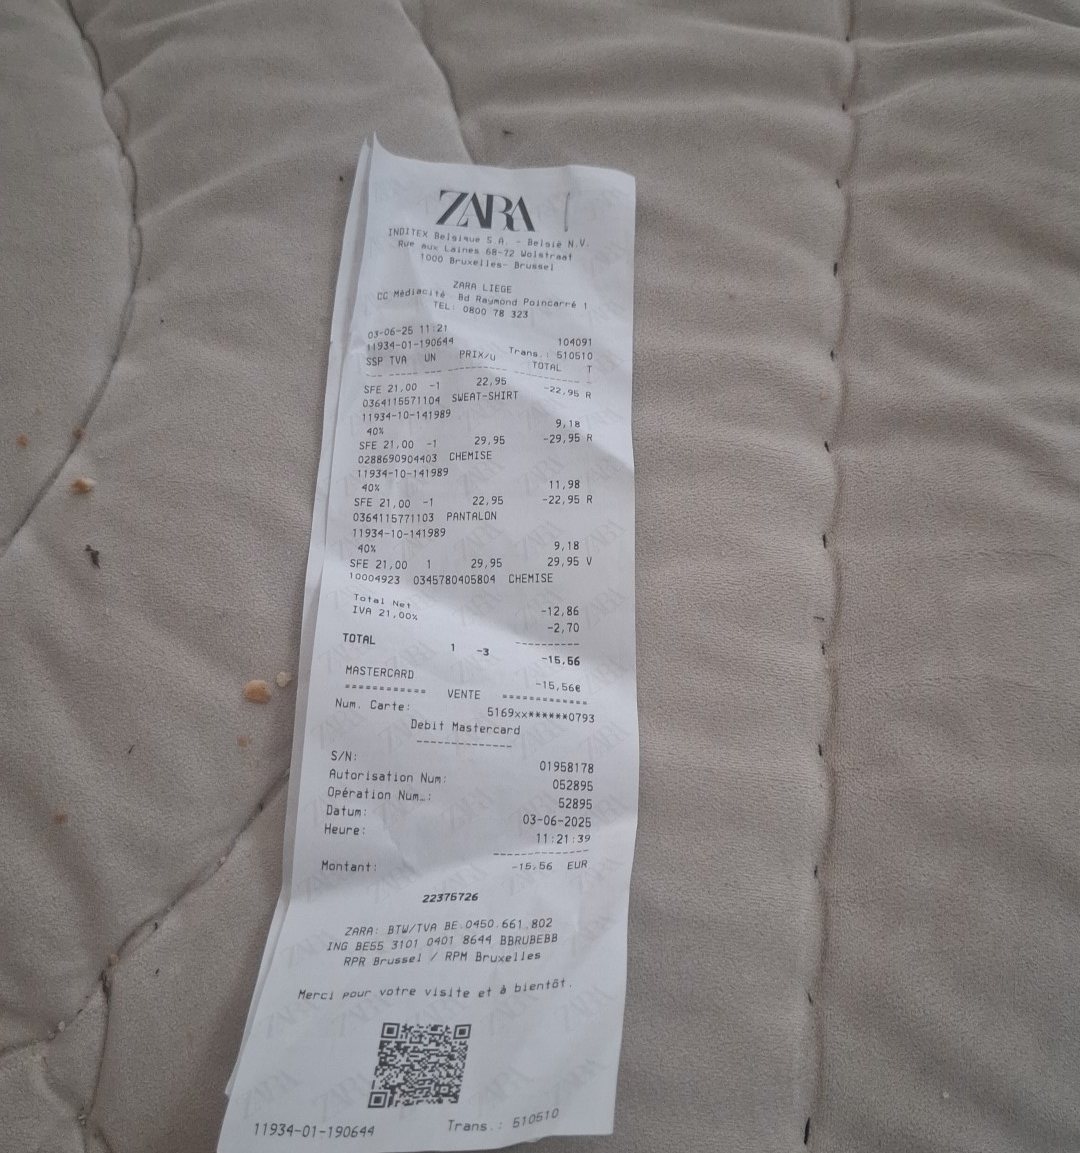 ZARA
INDITEX Belgique S.A. - België N.V.
Rue aux Laines 68-72 Wolstraat
1000 Bruxelles- Brussel
ZARA LIEGE
CC Médiacité Bd Raymond Poincarré 1
TEL: 0800 78 323
03-06-25 11:21 104091
11934-01-190644 Trans.: 510510
SSP TVA UN PRIX/u TOTAL T
SFE 21,00 -1 22,95 -22,95 R
0364115571104 SWEAT-SHIRT
11934-10-141989
40% 9,18
SFE 21,00 -1 29,95 -29,95 R
0288690904403 CHEMISE
11934-10-141989
40% 11,98
SFE 21,00 -1 22,95 -22,95 R
0364115771103 PANTALON
11934-10-141989
40% 9,18
SFE 21,00 1 29,95 29,95 V
10004923 0345780405804 CHEMISE
Total Net -12,86
IVA 21,00% -2,70
TOTAL 1 -3 -15,56
MASTERCARD -15,56€
============ VENTE ============
Num. Carte: 5169xx******0793
Debit Mastercard
--------------
S/N: 01958178
Autorisation Num: 052895
Opération Num.: 52895
Datum: 03-06-2025
Heure: 11:21:39
Montant: -15,56 EUR
22375726
ZARA: BTW/TVA BE 0450.661.802
ING BE55 3101 0401 8644 BBRUBEBB
RPR Brussel / RPM Bruxelles
Merci pour votre visite et à bientôt.
11934-01-190644 Trans.: 510510